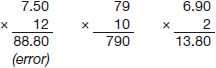 7.50 79 6.90
× 12 × 10 × 2
88.80 790 13.80
(error)